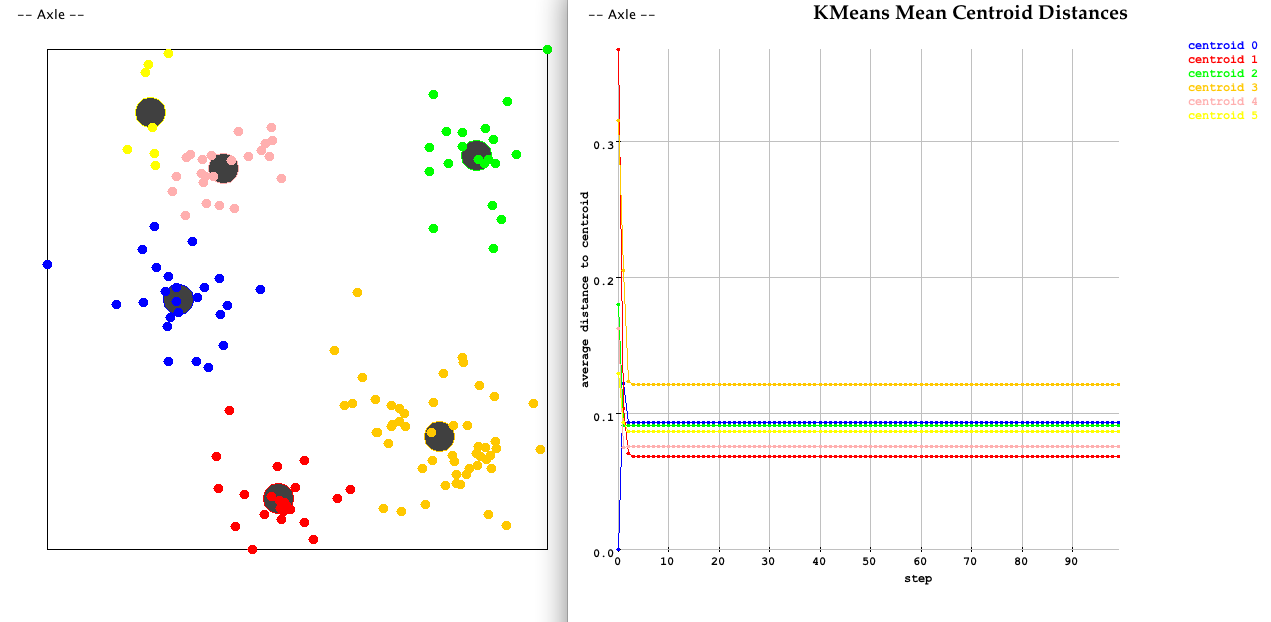 -- Axle --
-- Axle --
KMeans Mean Centroid Distances
centroid 0
centroid 1
centroid 2
centroid 3
centroid 4
centroid 5
average distance to centroid
0.3
0.2
0.1
0.0
0 10 20 30 40 50 60 70 80 90
step